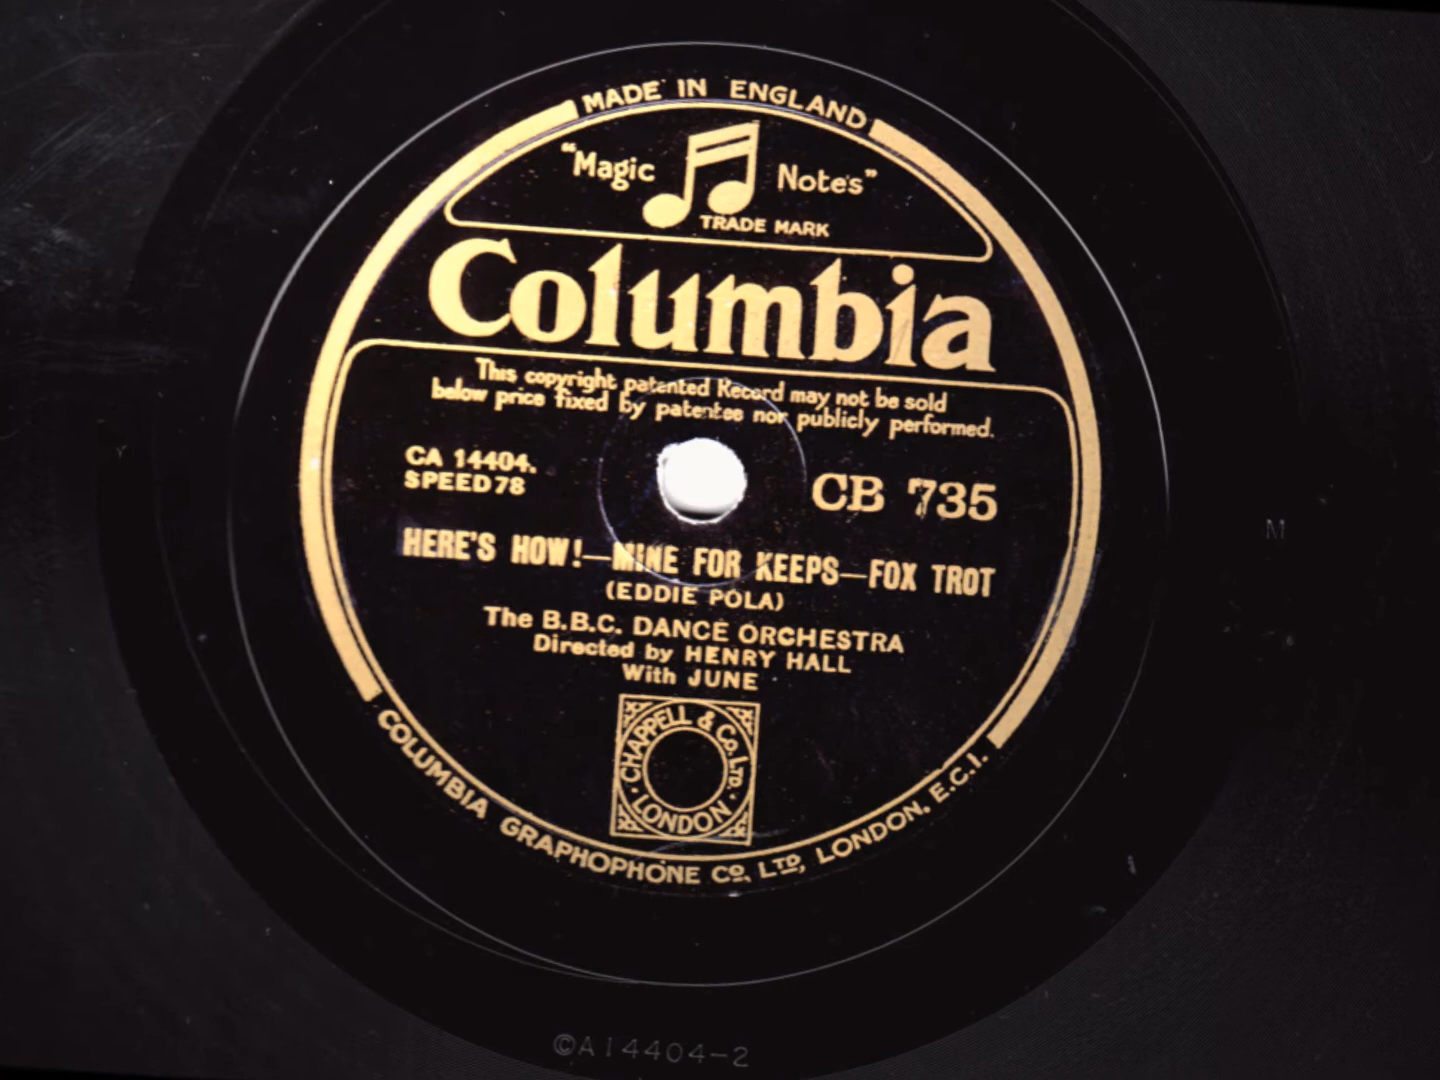 MADE IN ENGLAND
"Magic Notes"
TRADE MARK
Columbia
This copyright patented Record may not be sold
below price fixed by patentee nor publicly performed.
CA 14404.
SPEED 78
CB 735
HERE'S HOW!—MINE FOR KEEPS—FOX TROT
(EDDIE POLA)
The B.B.C. DANCE ORCHESTRA
Directed by HENRY HALL
With JUNE
CHAPPELL & Co. LTD.
LONDON
COLUMBIA GRAPHOPHONE Co., LTD., LONDON. E.C.1.
M
©A14404-2